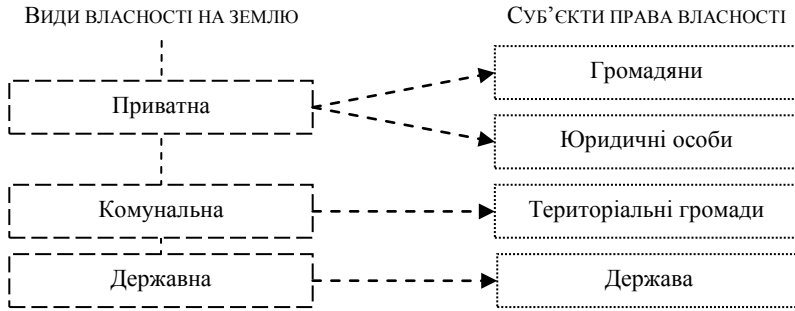 ВИДИ ВЛАСНОСТІ НА ЗЕМЛЮ
СУБ’ЄКТИ ПРАВА ВЛАСНОСТІ
Приватна
Громадяни
Юридичні особи
Комунальна
Територіальні громади
Державна
Держава